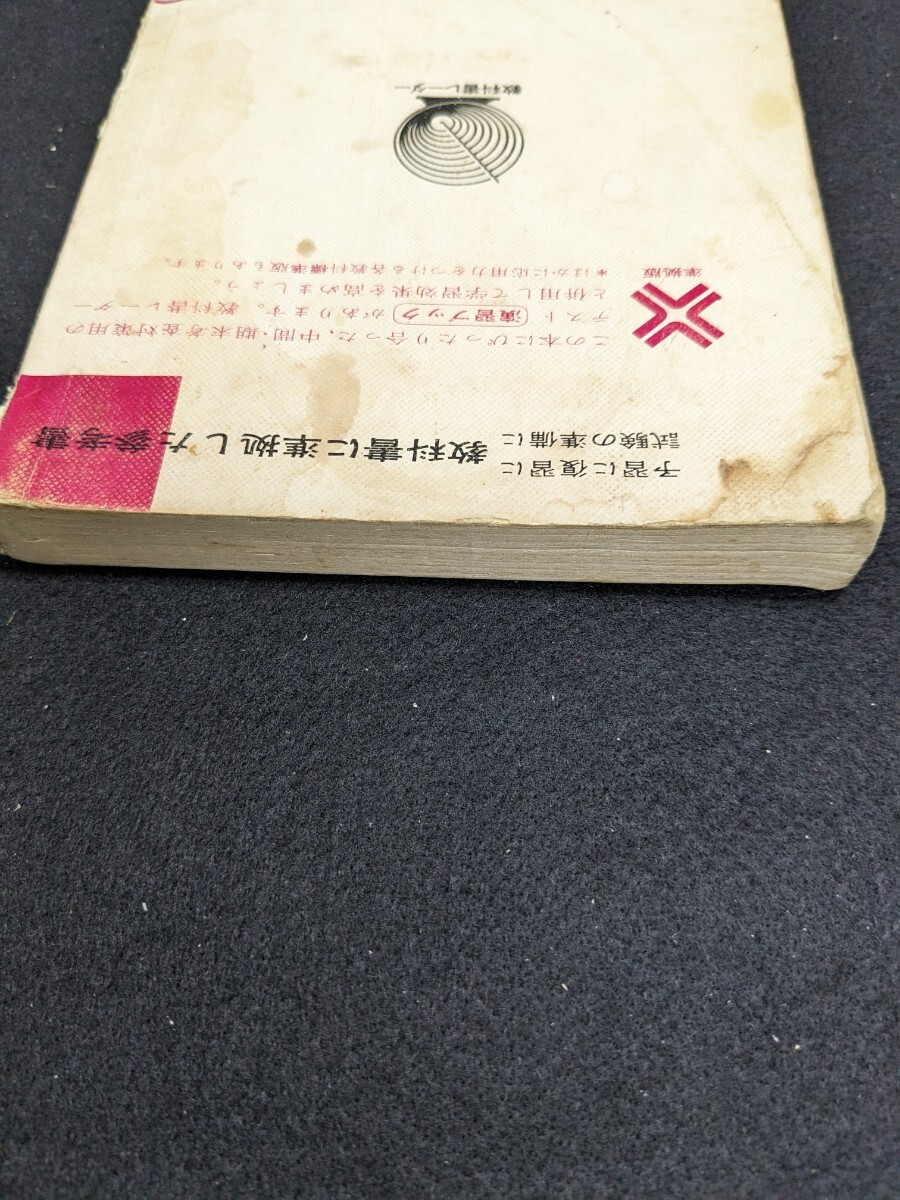 予習に復習に
試験の準備に
教科書に準拠した参考書
この本にぴったり合った，中間・期末考査対策用の
テスト 演習ブック があります。教科書レーダー
と併用して学習効果を高めましょう。
＊ほかに応用力をつける各教科標準版もあります。
準拠版
教科書レーダー